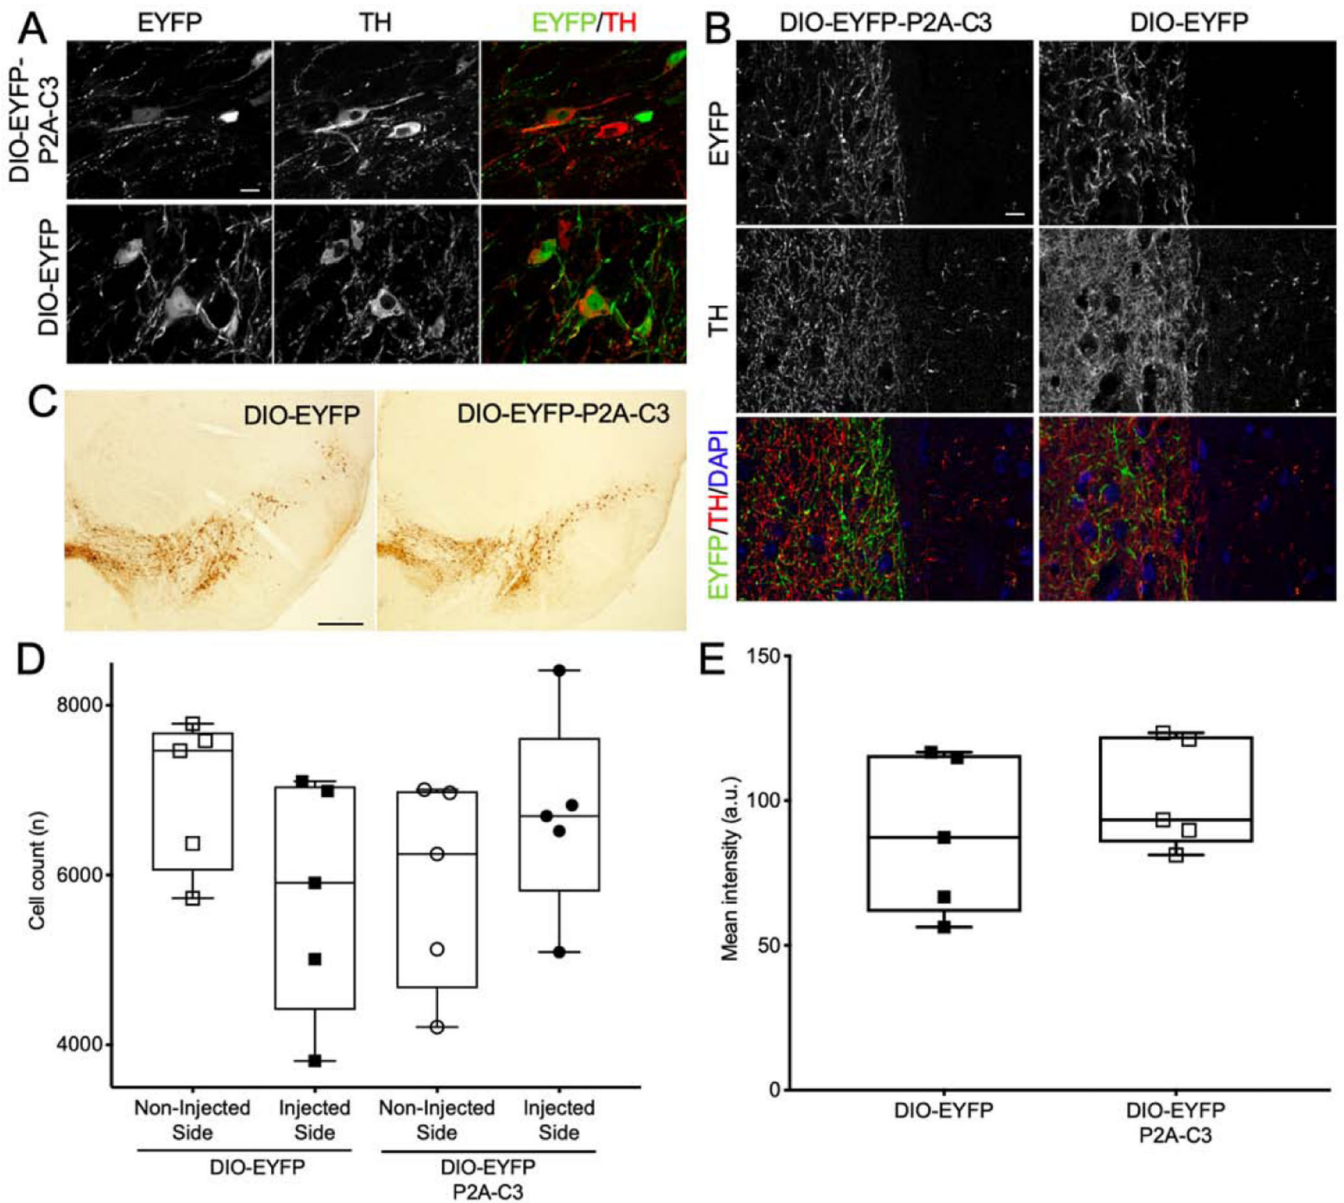 A
EYFP
TH
EYFP/TH
DIO-EYFP-
P2A-C3
DIO-EYFP
B
DIO-EYFP-P2A-C3
DIO-EYFP
EYFP
TH
EYFP/TH/DAPI
C
DIO-EYFP
DIO-EYFP-P2A-C3
D
Cell count (n)
8000
6000
4000
Non-Injected
Side
Injected
Side
Non-Injected
Side
Injected
Side
DIO-EYFP
DIO-EYFP
P2A-C3
E
Mean intensity (a.u.)
150
100
50
0
DIO-EYFP
DIO-EYFP
P2A-C3